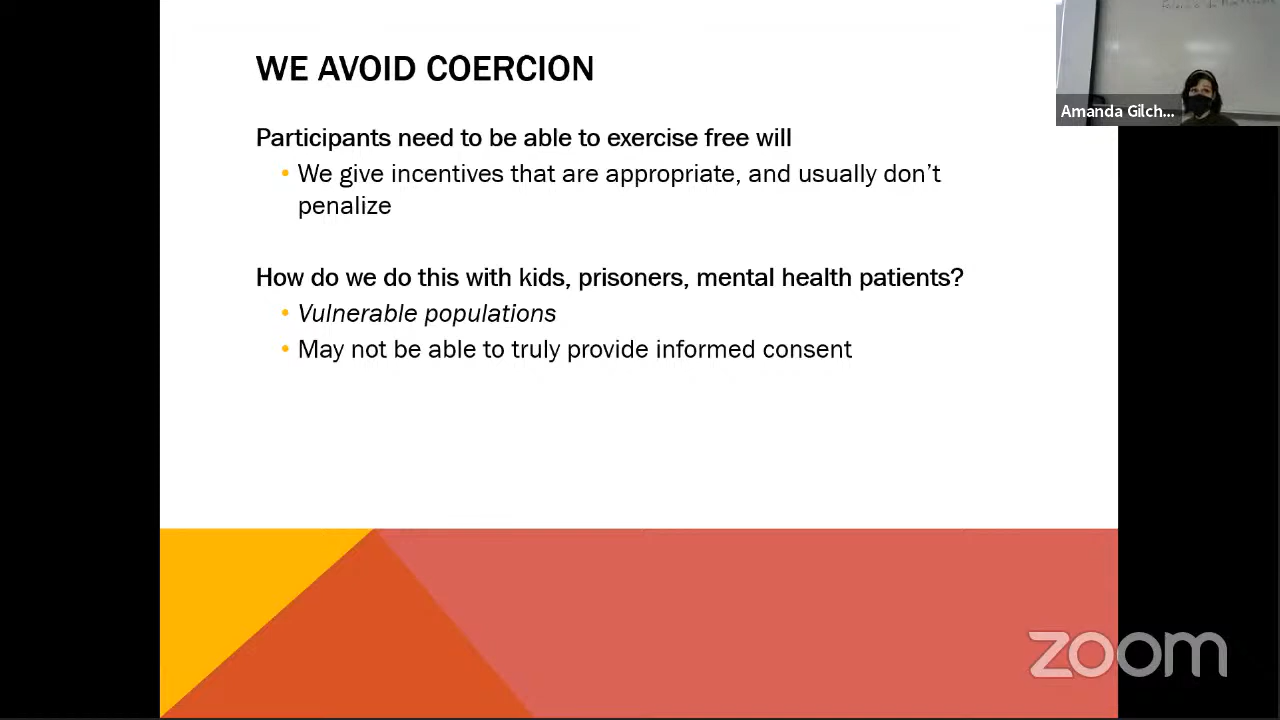 WE AVOID COERCION
Participants need to be able to exercise free will
• We give incentives that are appropriate, and usually don't
penalize
How do we do this with kids, prisoners, mental health patients?
• Vulnerable populations
• May not be able to truly provide informed consent
Amanda Gilch...
zoom